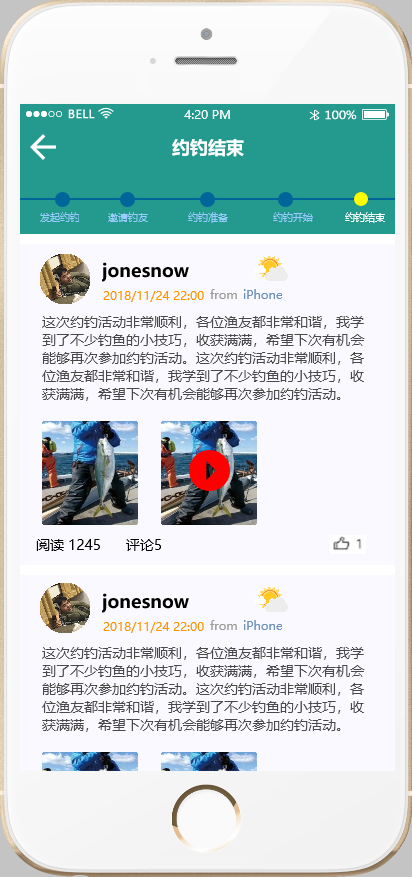 BELL 4:20 PM 100%
约钓结束
发起约钓 邀请钓友 约钓准备 约钓开始 约钓结束
jonesnow
2018/11/24 22:00 from iPhone
这次约钓活动非常顺利，各位渔友都非常和谐，我学
到了不少钓鱼的小技巧，收获满满，希望下次有机会
能够再次参加约钓活动。这次约钓活动非常顺利，各
位渔友都非常和谐，我学到了不少钓鱼的小技巧，收
获满满，希望下次有机会能够再次参加约钓活动。
阅读 1245 评论5 1
jonesnow
2018/11/24 22:00 from iPhone
这次约钓活动非常顺利，各位渔友都非常和谐，我学
到了不少钓鱼的小技巧，收获满满，希望下次有机会
能够再次参加约钓活动。这次约钓活动非常顺利，各
位渔友都非常和谐，我学到了不少钓鱼的小技巧，收
获满满，希望下次有机会能够再次参加约钓活动。